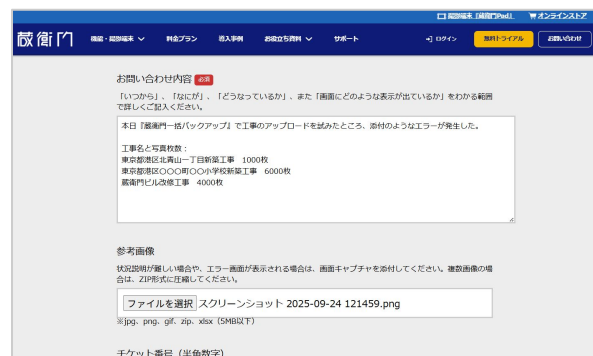 蔵衛門Pad オンラインストア
蔵衛門 機能・蔵衛端末 料金プラン 導入事例 お役立ち資料 サポート ログイン 無料トライアル お問い合わせ
お問い合わせ内容 必須
「いつから」、「なにが」、「どうなっているか」、また「画面にどのような表示が出ているか」をわかる範囲
で詳しくご記入ください。
本日『蔵衛門一括バックアップ』で工事のアップロードを試みたところ、添付のようなエラーが発生した。
工事名と写真枚数：
東京都港区北青山一丁目新築工事 1000枚
東京都港区〇〇〇町〇〇小学校新築工事 6000枚
蔵衛門ビル改修工事 4000枚
参考画像
状況説明が難しい場合や、エラー画面が表示される場合は、画面キャプチャを添付してください。複数画像の場
合は、ZIP形式に圧縮してください。
ファイルを選択 スクリーンショット 2025-09-24 121459.png
※jpg、png、gif、zip、xlsx（5MB以下）
チケット番号（半角数字）